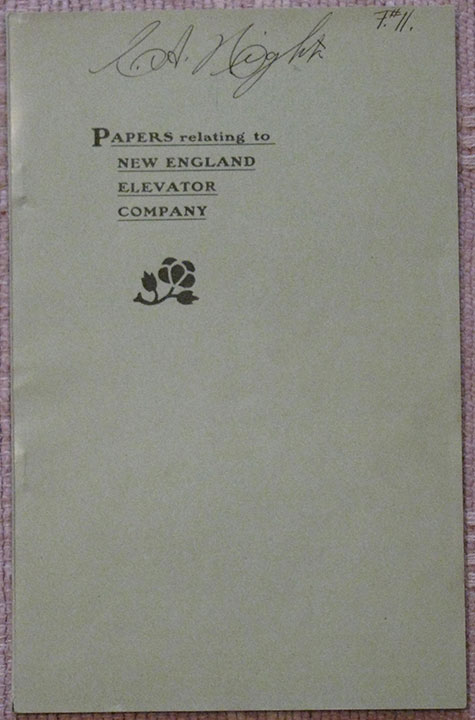 C. A. Hight.
F. #11.
PAPERS relating to
NEW ENGLAND
ELEVATOR
COMPANY